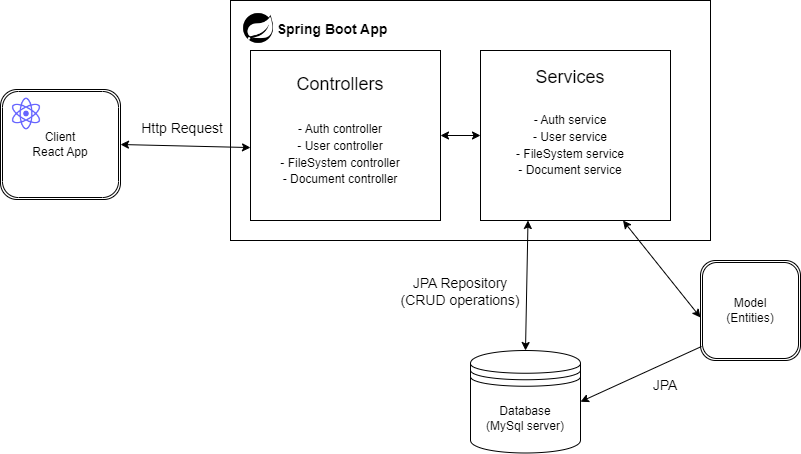 Spring Boot App
Controllers
- Auth controller
- User controller
- FileSystem controller
- Document controller
Services
- Auth service
- User service
- FileSystem service
- Document service
Client
React App
Http Request
JPA Repository
(CRUD operations)
Model
(Entities)
JPA
Database
(MySql server)